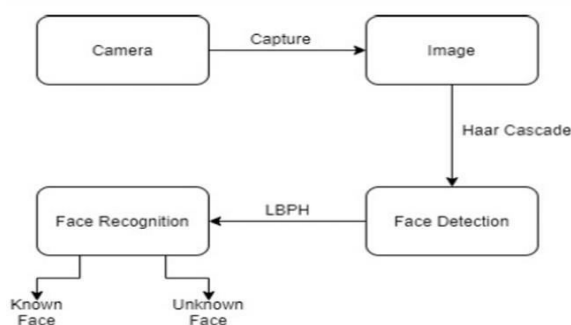 Camera
Capture
Image
Haar Cascade
Face Recognition
LBPH
Face Detection
Known
Face
Unknown
Face